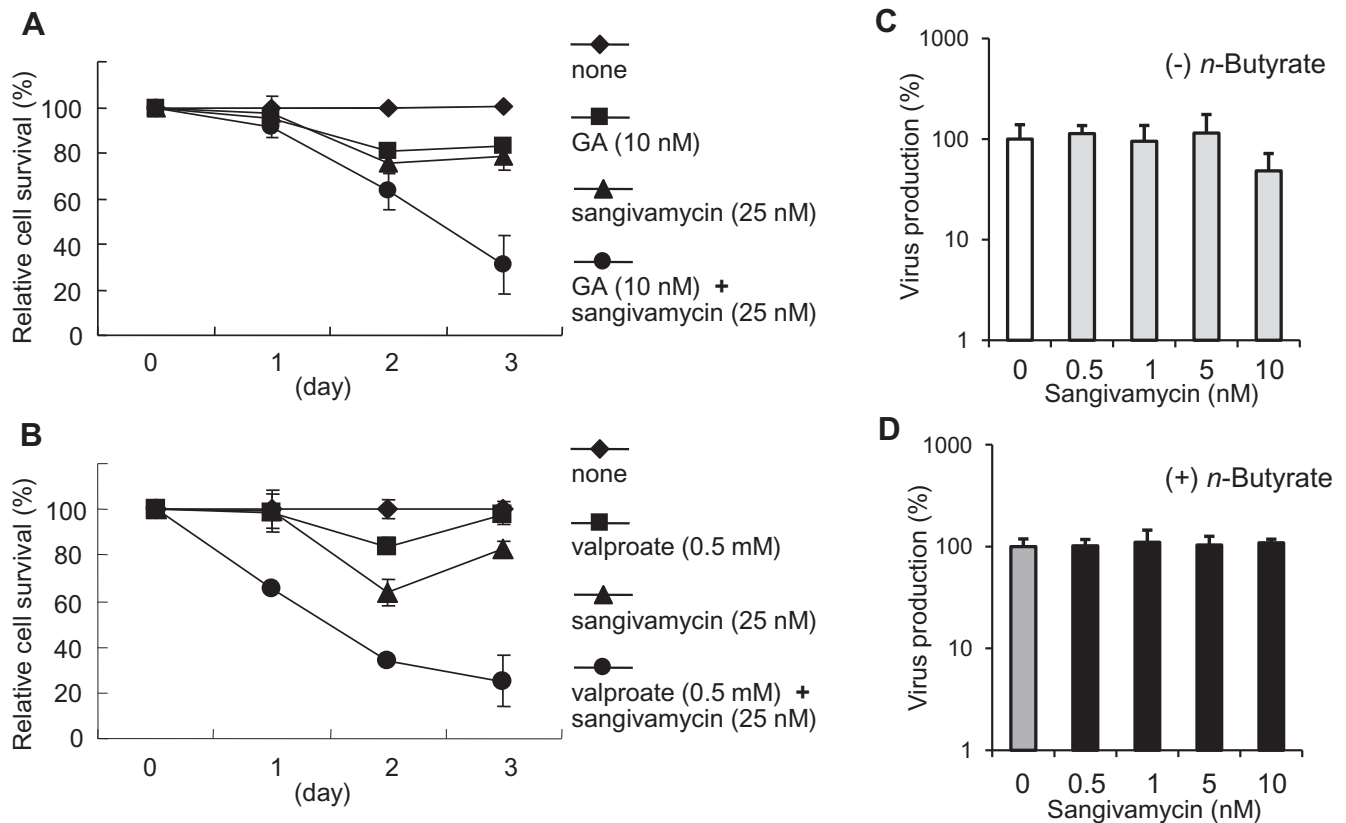 A
Relative cell survival (%)
100
80
60
40
20
0
0 1 2 3
(day)
none
GA (10 nM)
sangivamycin (25 nM)
GA (10 nM) +
sangivamycin (25 nM)
B
Relative cell survival (%)
100
80
60
40
20
0
0 1 2 3
(day)
none
valproate (0.5 mM)
sangivamycin (25 nM)
valproate (0.5 mM) +
sangivamycin (25 nM)
C
Virus production (%)
1000
100
10
1
(-) n-Butyrate
0 0.5 1 5 10
Sangivamycin (nM)
D
Virus production (%)
1000
100
10
1
(+) n-Butyrate
0 0.5 1 5 10
Sangivamycin (nM)